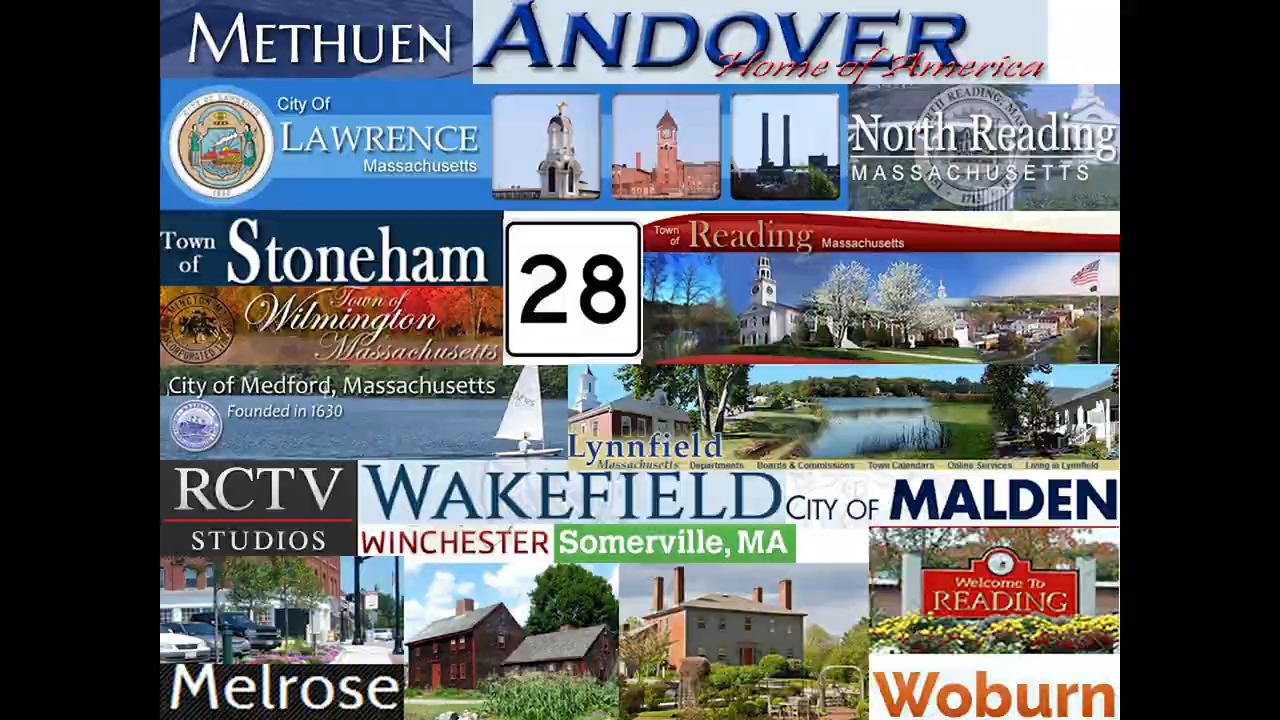 METHUEN
ANDOVER
Home of America
City Of
LAWRENCE
Massachusetts
North Reading
MASSACHUSETTS
Town of
Stoneham
28
Town of Reading Massachusetts
Town of
Wilmington
Massachusetts
City of Medford, Massachusetts
Founded in 1630
Lynnfield
Massachusetts Departments Boards & Commissions Town Calendars Online Services Living in Lynnfield
RCTV
STUDIOS
WAKEFIELD
CITY OF MALDEN
WINCHESTER
Somerville, MA
Welcome To
READING
Melrose
Woburn